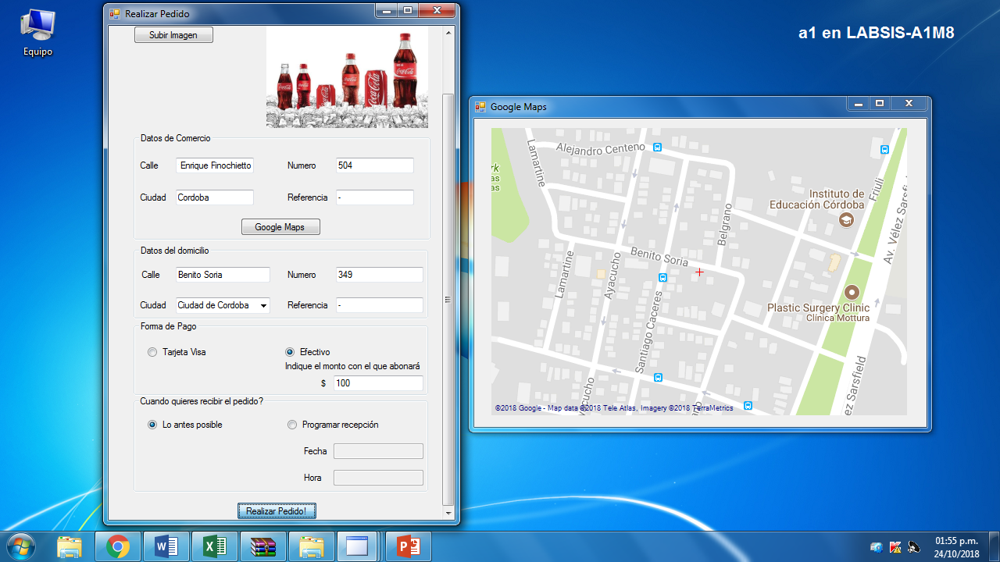 Equipo
a1 en LABSIS-A1M8
Realizar Pedido
Subir Imagen
Coca-Cola
Datos de Comercio
Calle Enrique Finochietto Numero 504
Ciudad Cordoba Referencia -
Google Maps
Datos del domicilio
Calle Benito Soria Numero 349
Ciudad Ciudad de Cordoba Referencia -
Forma de Pago
Tarjeta Visa Efectivo
Indique el monto con el que abonará
$ 100
Cuando quieres recibir el pedido?
Lo antes posible Programar recepción
Fecha
Hora
Realizar Pedido!
Google Maps
Lamartine
Alejandro Centeno
Friuli
Av. Vélez Sarsfield
rk
as
as
Instituto de
Educación Córdoba
Belgrano
Benito Soria
Lamartine
Ayacucho
Santiago Caceres
Plastic Surgery Clinic
Clínica Mottura
yacucho
ez Sarsfield
©2018 Google - Map data ©2018 Tele Atlas, Imagery ©2018 TerraMetrics
01:55 p.m.
24/10/2018